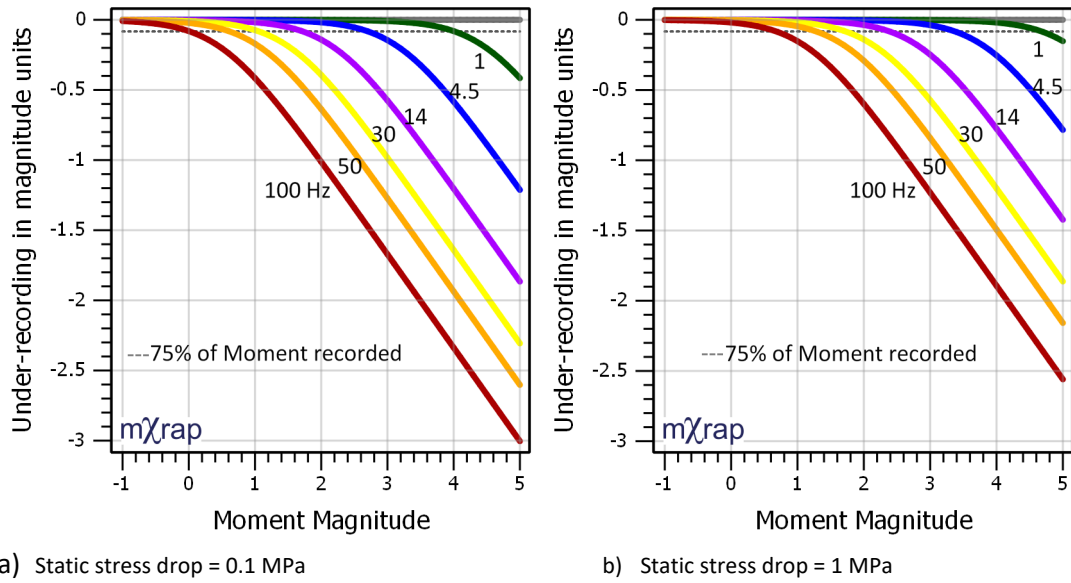 Under-recording in magnitude units
0
-0.5
-1
-1.5
-2
-2.5
-3
1
4.5
14
30
50
100 Hz
75% of Moment recorded
mχrap
-1 0 1 2 3 4 5
Moment Magnitude
a) Static stress drop = 0.1 MPa
Under-recording in magnitude units
0
-0.5
-1
-1.5
-2
-2.5
-3
1
4.5
14
30
50
100 Hz
75% of Moment recorded
mχrap
-1 0 1 2 3 4 5
Moment Magnitude
b) Static stress drop = 1 MPa